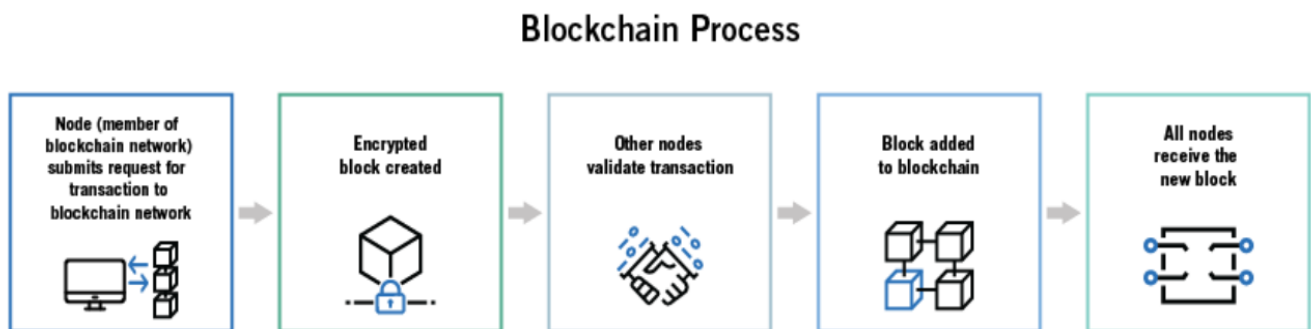 Blockchain Process
Node (member of
blockchain network)
submits request for
transaction to
blockchain network
Encrypted
block created
Other nodes
validate transaction
Block added
to blockchain
All nodes
receive the
new block